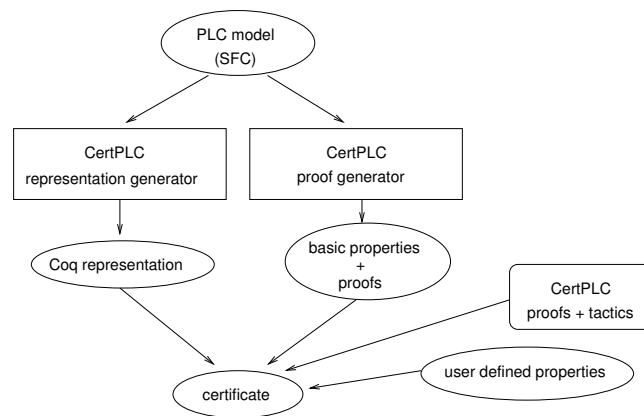 PLC model
(SFC)
CertPLC
representation generator
CertPLC
proof generator
Coq representation
basic properties
+
proofs
CertPLC
proofs + tactics
user defined properties
certificate